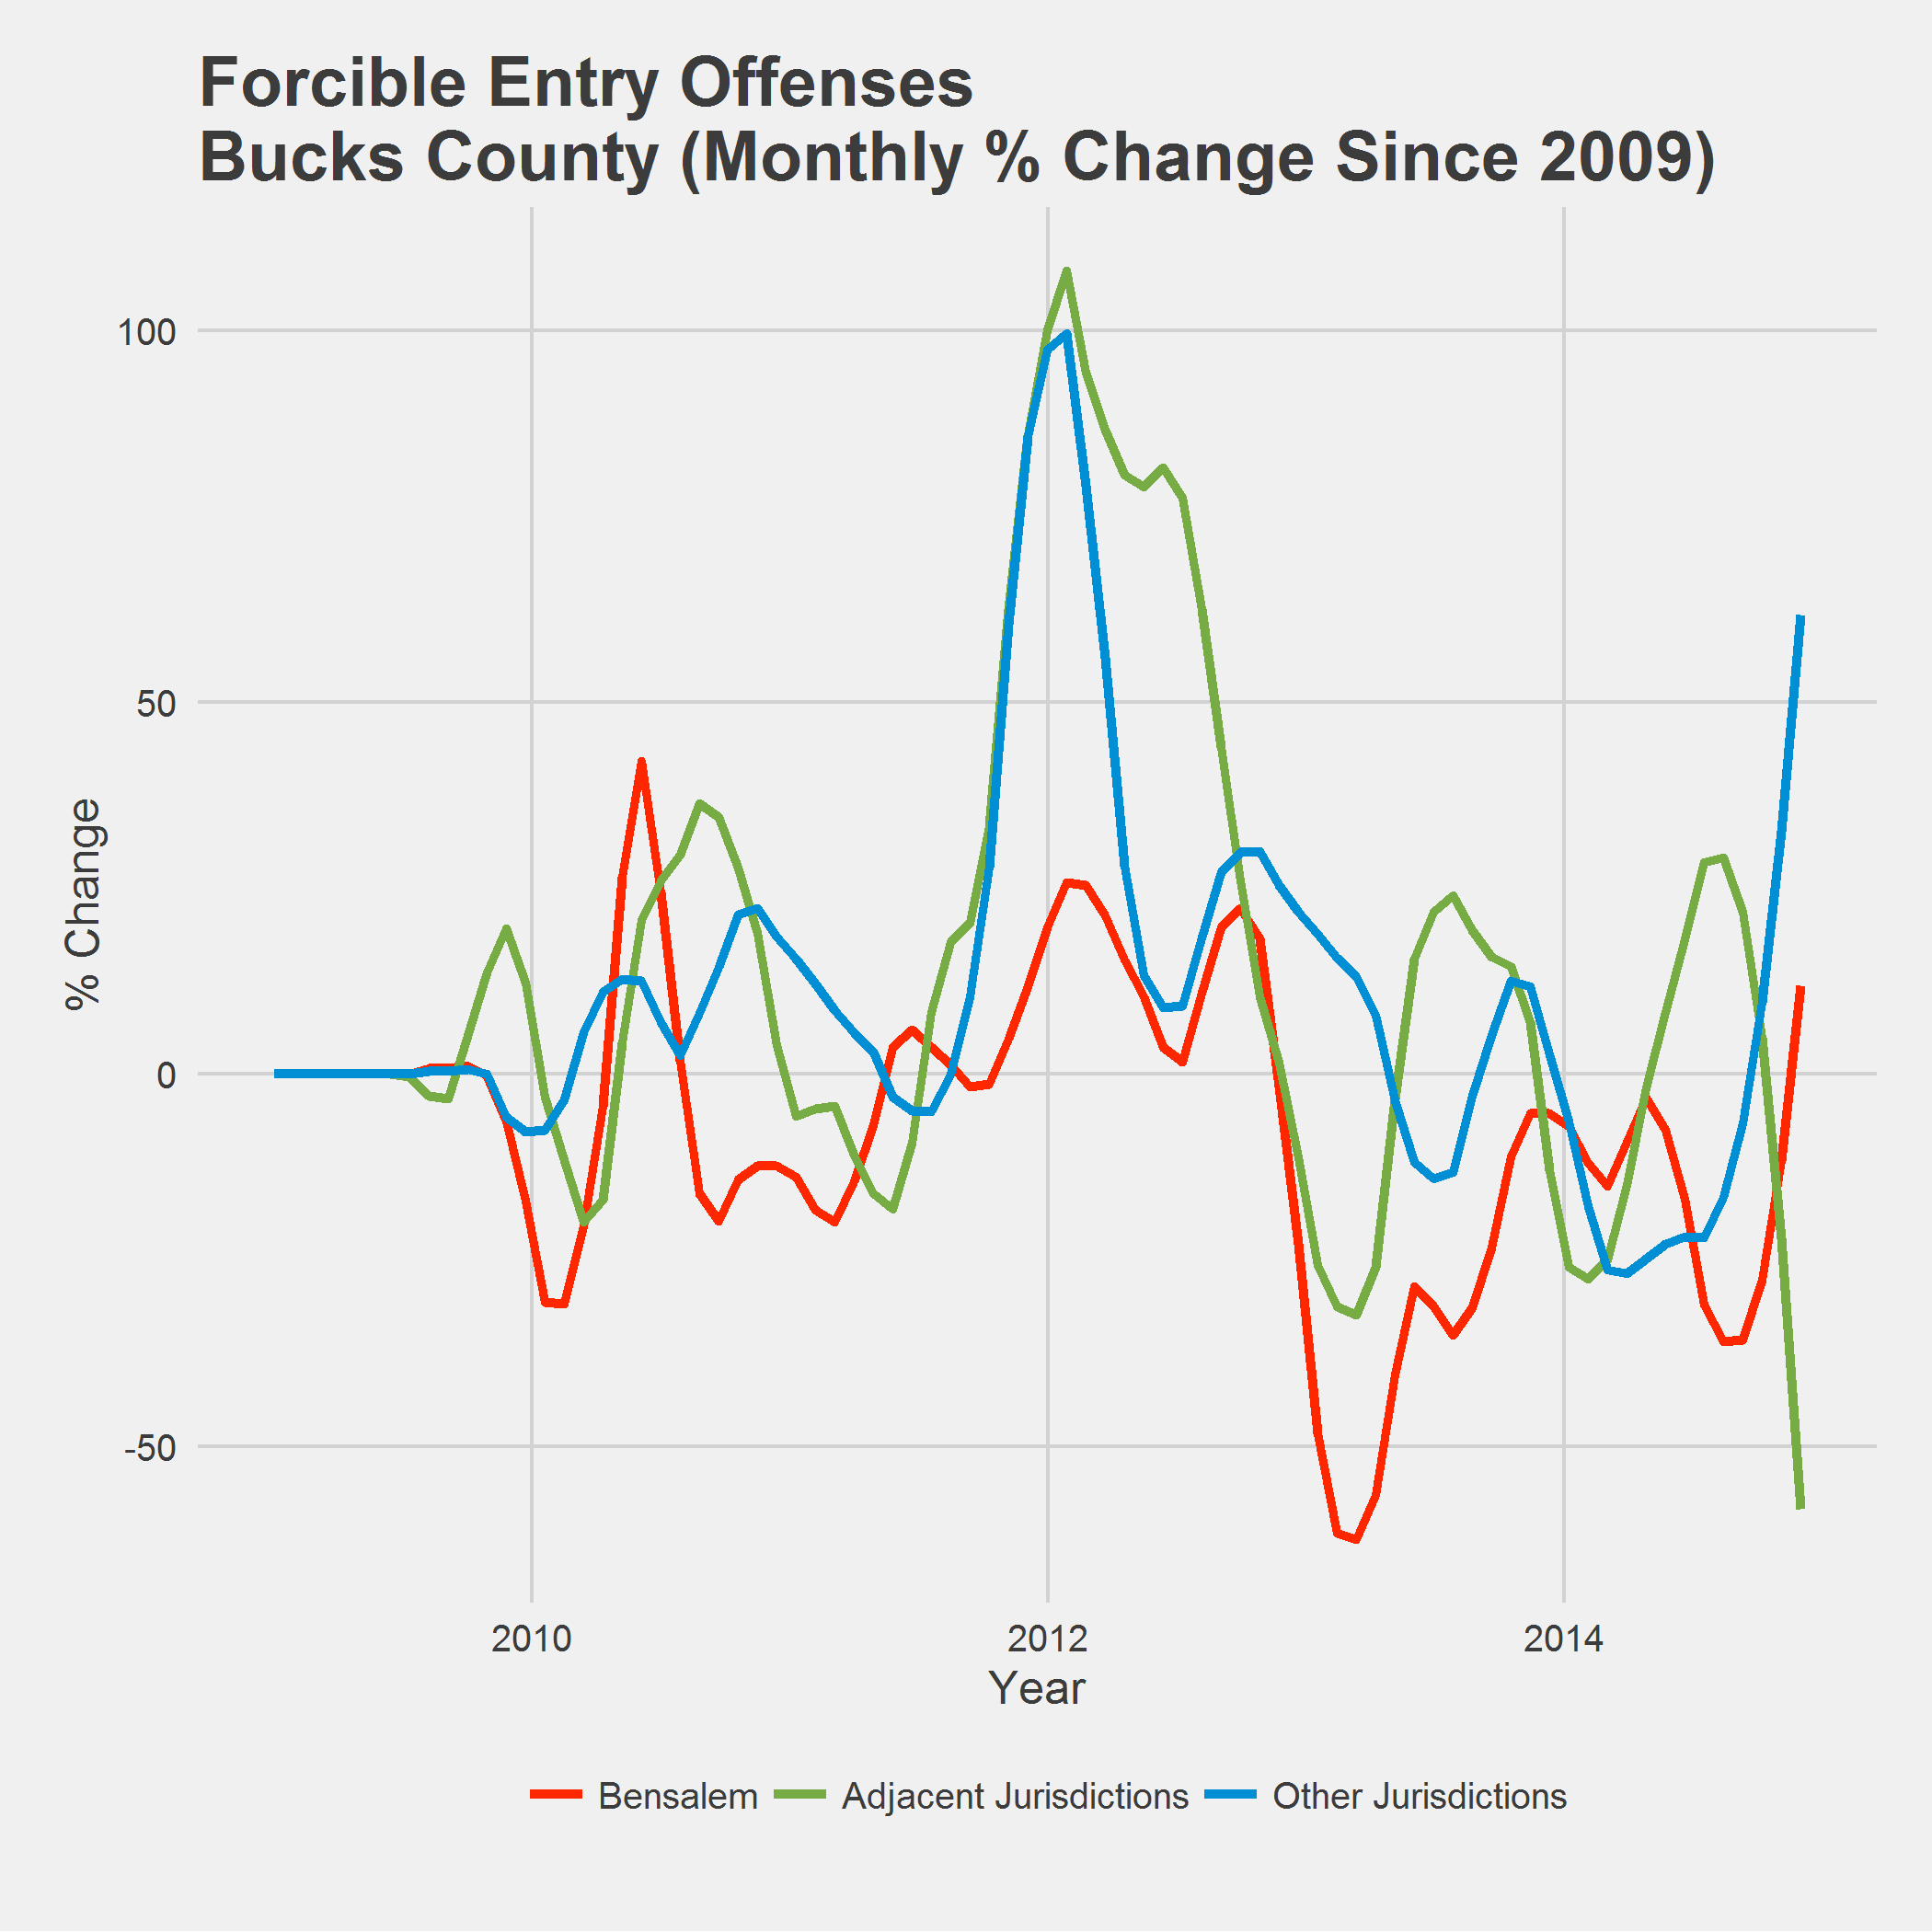 Forcible Entry Offenses
Bucks County (Monthly % Change Since 2009)
% Change
100
50
0
-50
2010 2012 2014
Year
Bensalem Adjacent Jurisdictions Other Jurisdictions